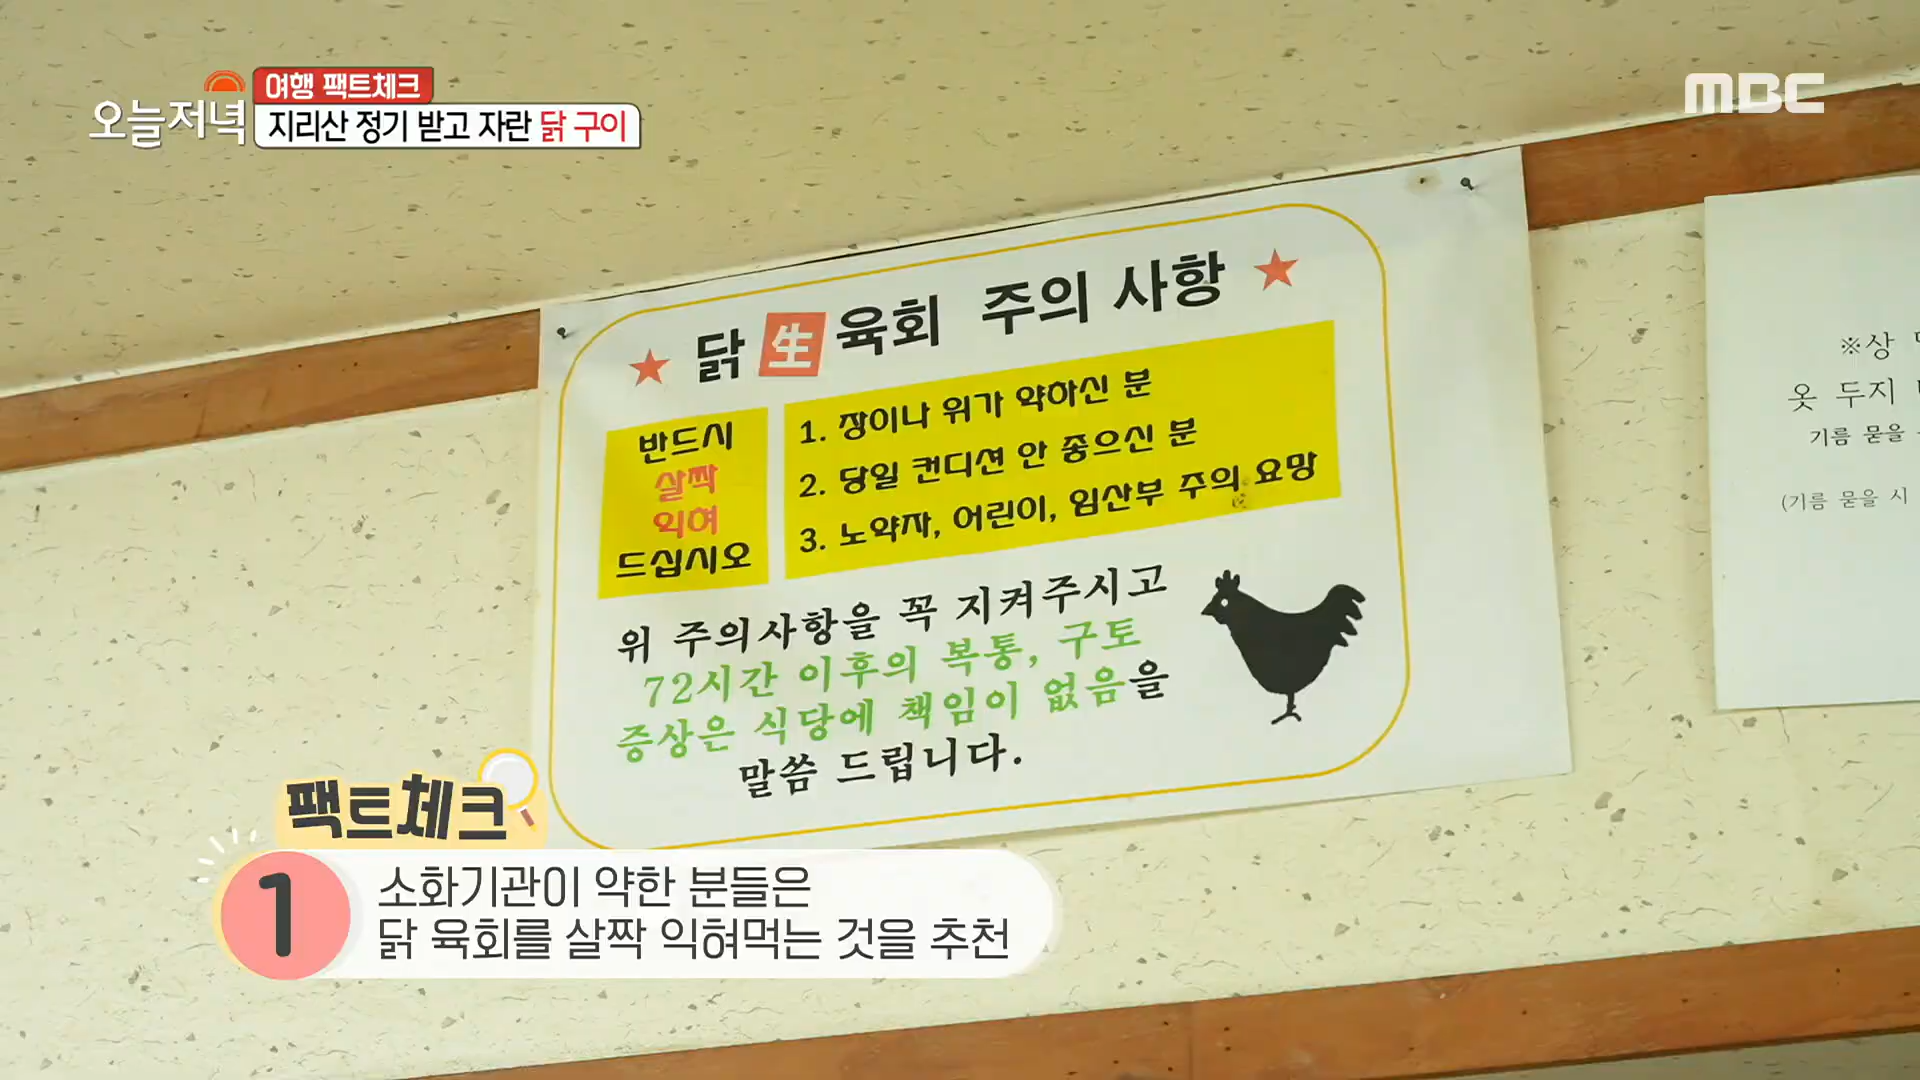 오늘저녁
여행 팩트체크
지리산 정기 받고 자란 닭 구이
MBC
★ 닭 生 육회 주의 사항 ★
반드시
살짝
익혀
드십시오
1. 장이나 위가 약하신 분
2. 당일 컨디션 안 좋으신 분
3. 노약자, 어린이, 임산부 주의 요망
위 주의사항을 꼭 지켜주시고
72시간 이후의 복통, 구토
증상은 식당에 책임이 없음을
말씀 드립니다.
※상
옷 두지
기름 묻을
(기름 묻을 시
팩트체크
1
소화기관이 약한 분들은
닭 육회를 살짝 익혀먹는 것을 추천